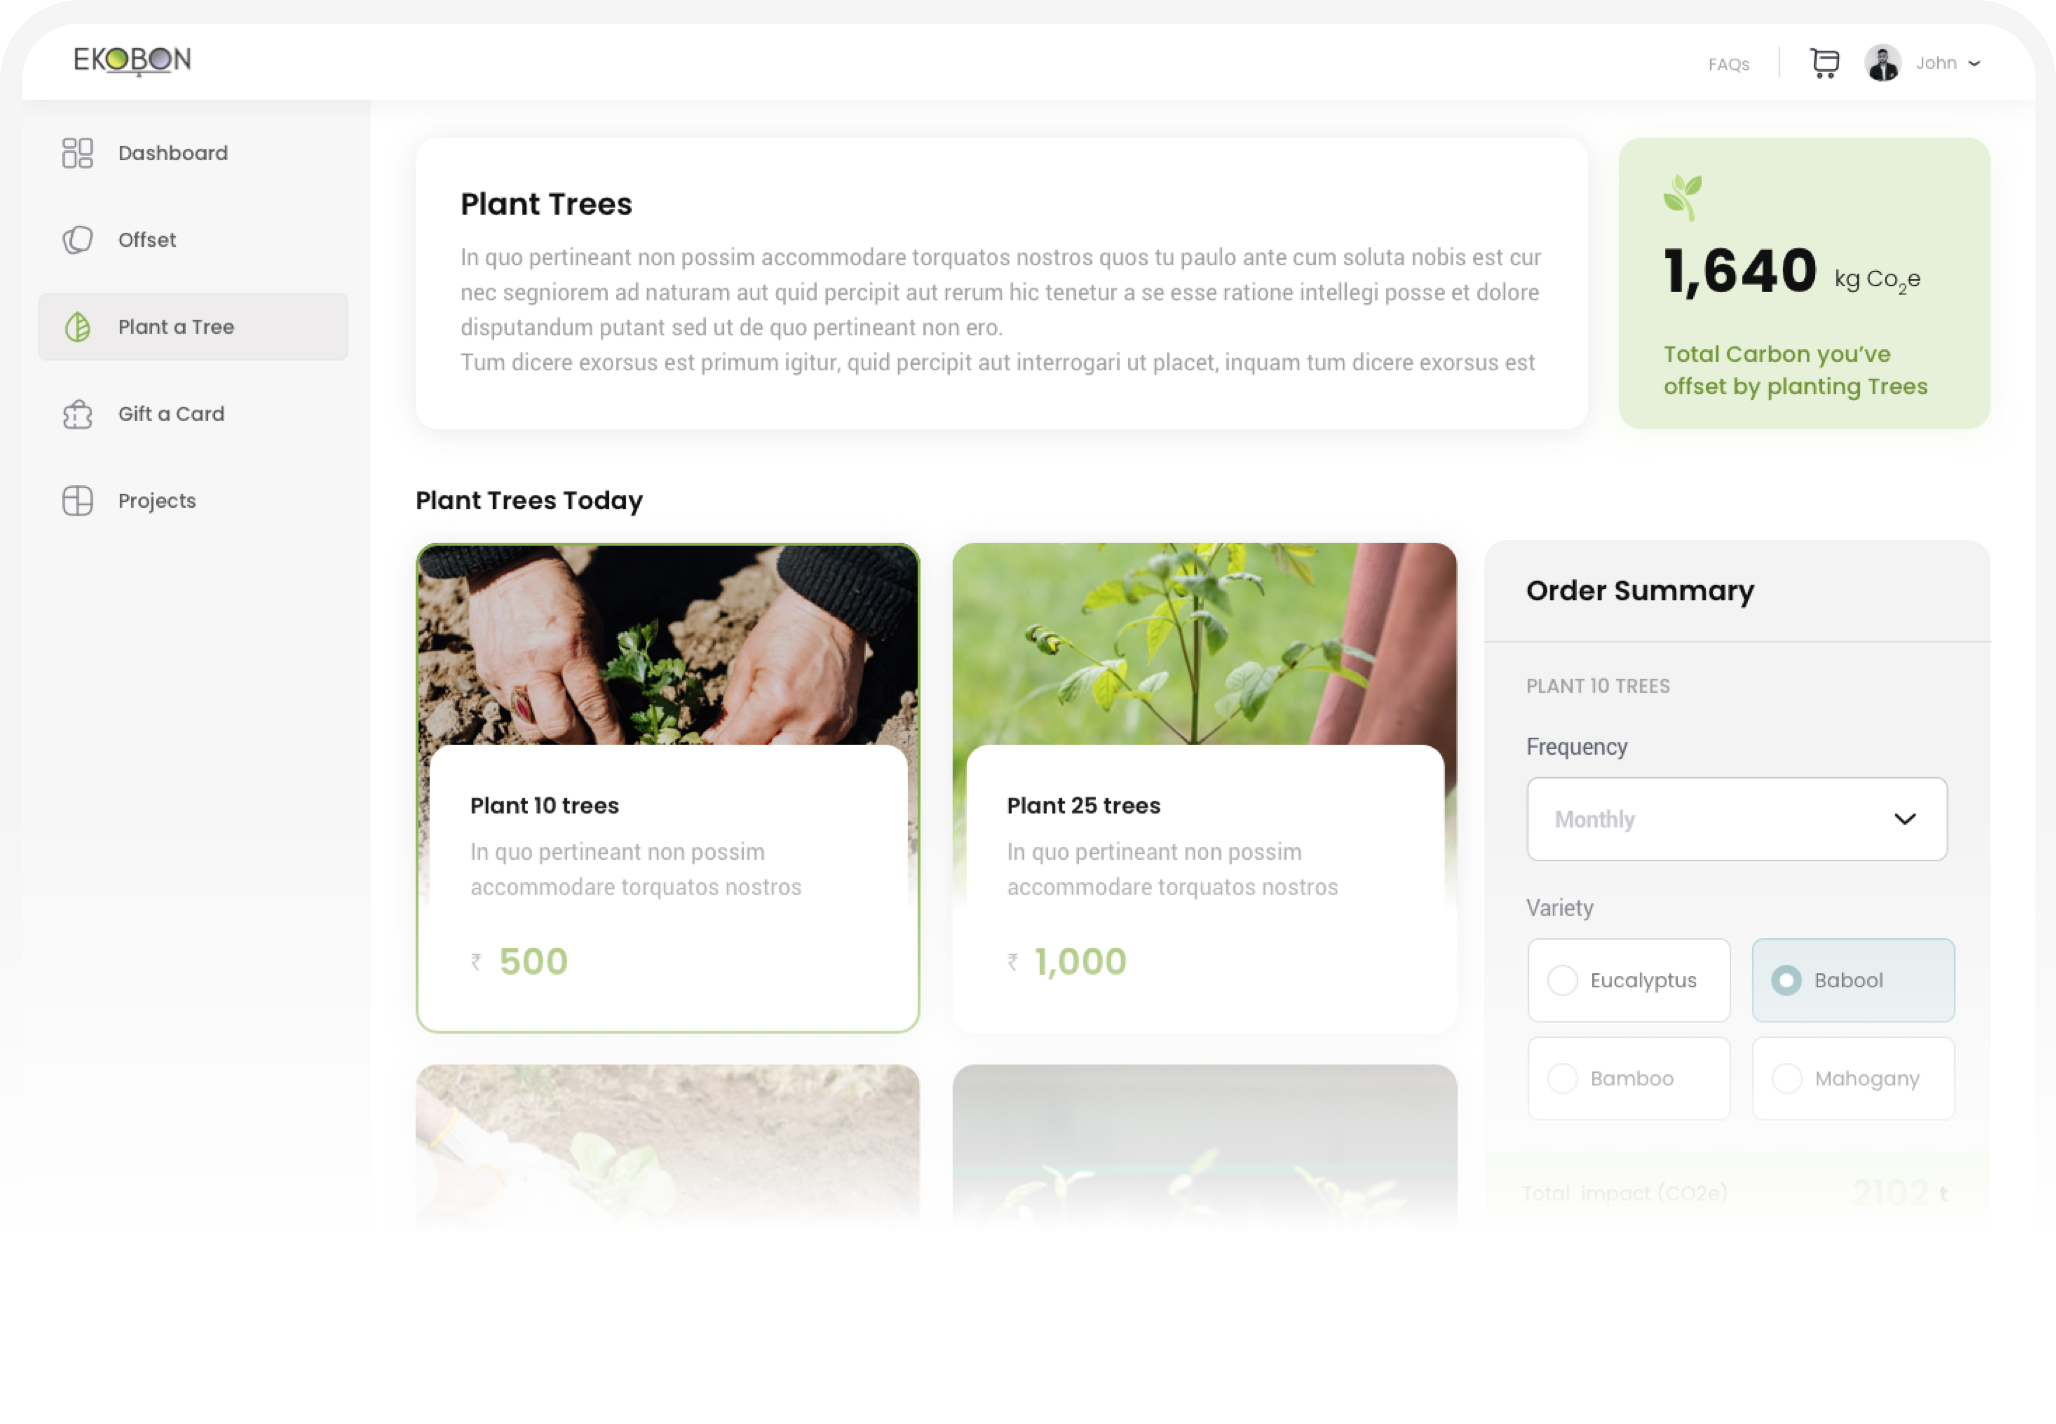 EKOBON
FAQs
John
Dashboard
Offset
Plant a Tree
Gift a Card
Projects
Plant Trees
In quo pertineant non possim accommodare torquatos nostros quos tu paulo ante cum soluta nobis est cur
nec segniorem ad naturam aut quid percipit aut rerum hic tenetur a se esse ratione intellegi posse et dolore
disputandum putant sed ut de quo pertineant non ero.
Tum dicere exorsus est primum igitur, quid percipit aut interrogari ut placet, inquam tum dicere exorsus est
1,640 kg Co₂e
Total Carbon you’ve
offset by planting Trees
Plant Trees Today
Plant 10 trees
In quo pertineant non possim
accommodare torquatos nostros
₹ 500
Plant 25 trees
In quo pertineant non possim
accommodare torquatos nostros
₹ 1,000
Order Summary
PLANT 10 TREES
Frequency
Monthly
Variety
Eucalyptus
Babool
Bamboo
Mahogany
Total impact (CO2e) 2102 t